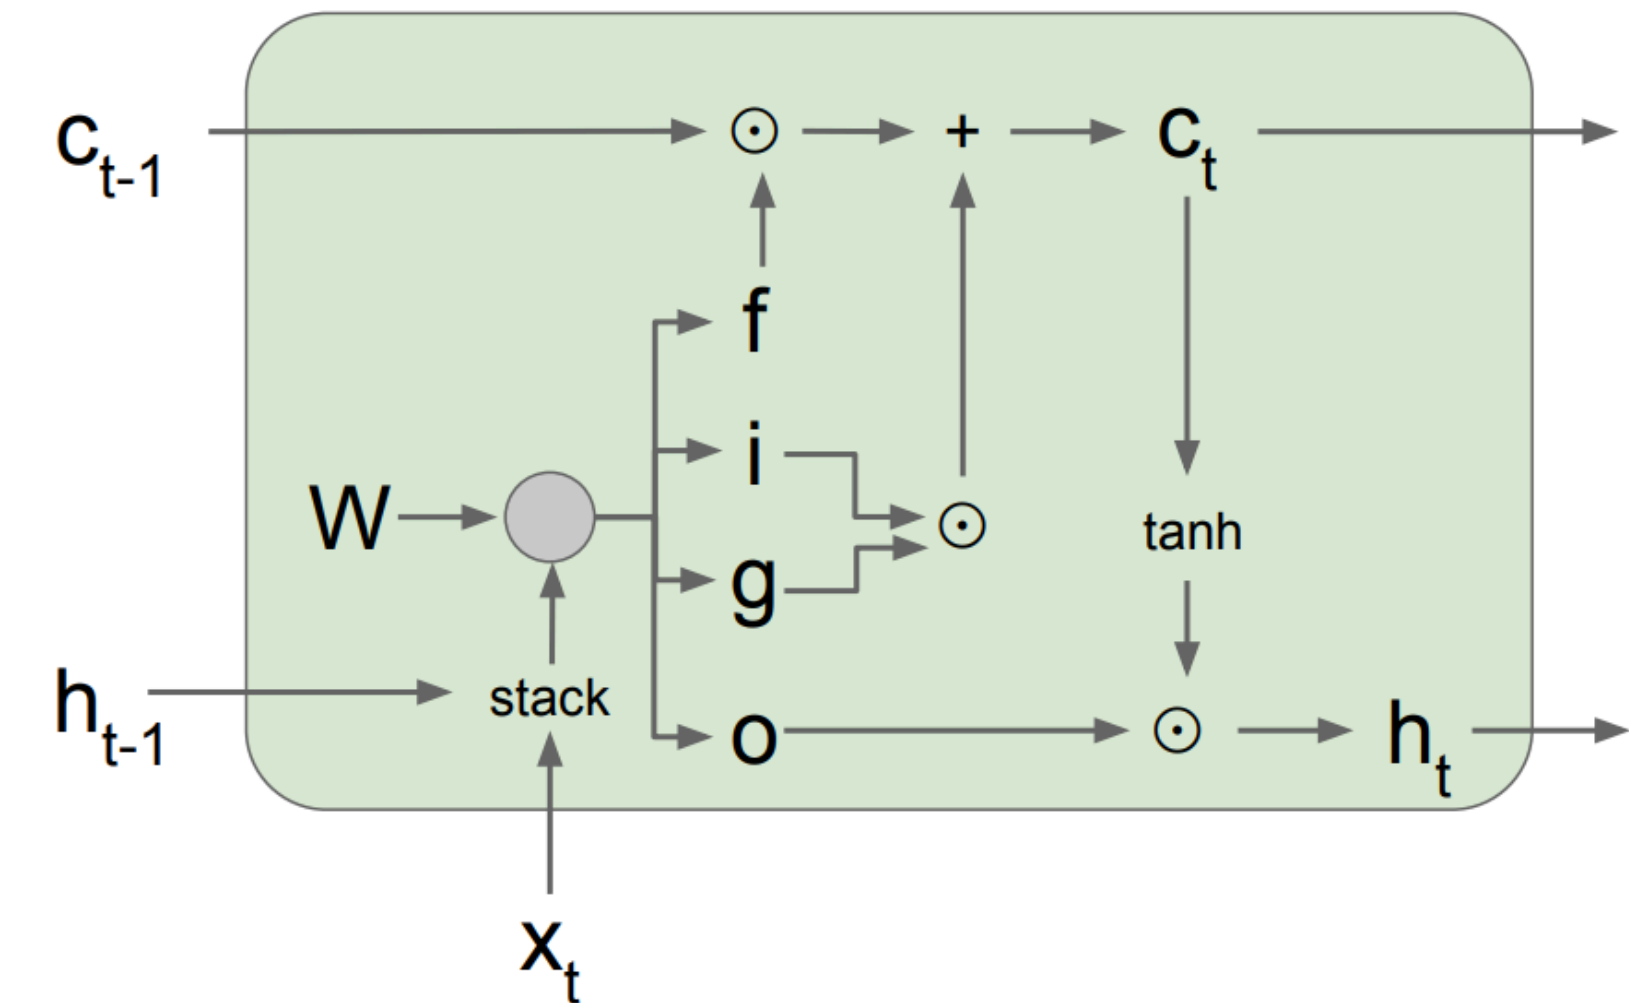 c_{t-1} ⊙ + c_t
f
i
W ⊙ tanh
g
h_{t-1} stack
o ⊙ h_t
x_t